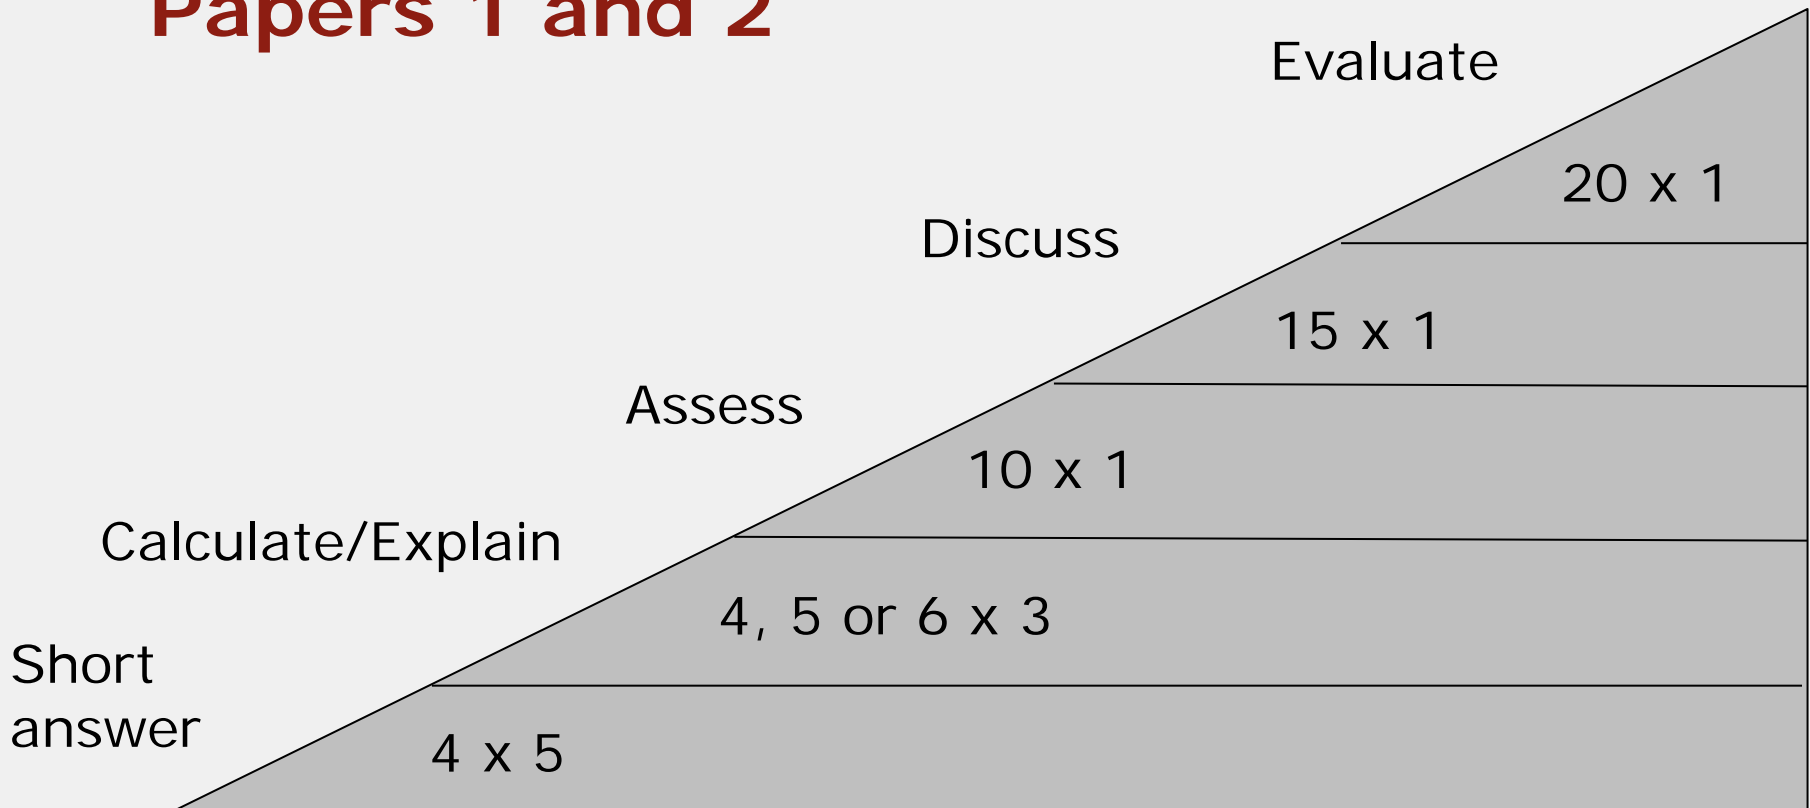 Papers 1 and 2
Evaluate
20 x 1
Discuss
15 x 1
Assess
10 x 1
Calculate/Explain
4, 5 or 6 x 3
Short
answer
4 x 5